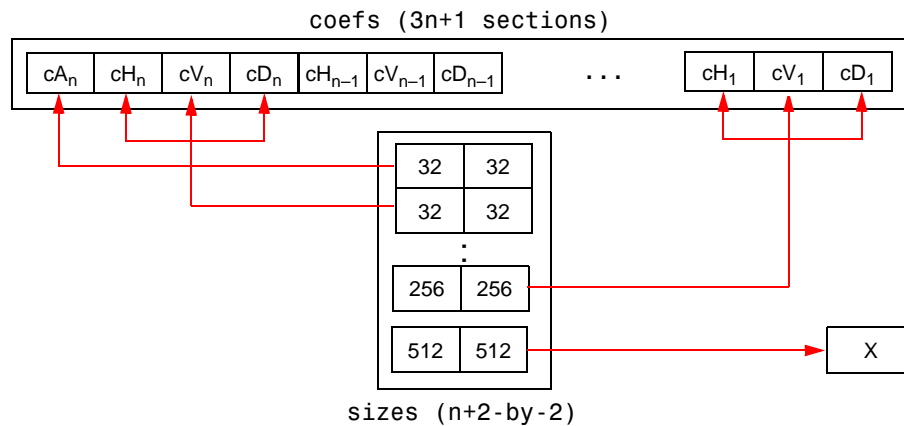 coefs (3n+1 sections)
cAn cHn cVn cDn cHn–1 cVn–1 cDn–1 ... cH1 cV1 cD1
32 32
32 32
:
256 256
512 512 X
sizes (n+2-by-2)